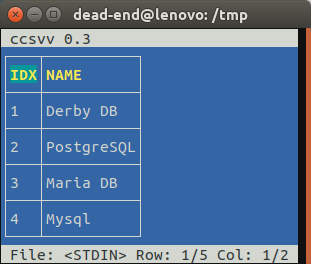 dead-end@lenovo: /tmp
ccsvv 0.3
IDX NAME
1 Derby DB
2 PostgreSQL
3 Maria DB
4 Mysql
File: <STDIN> Row: 1/5 Col: 1/2